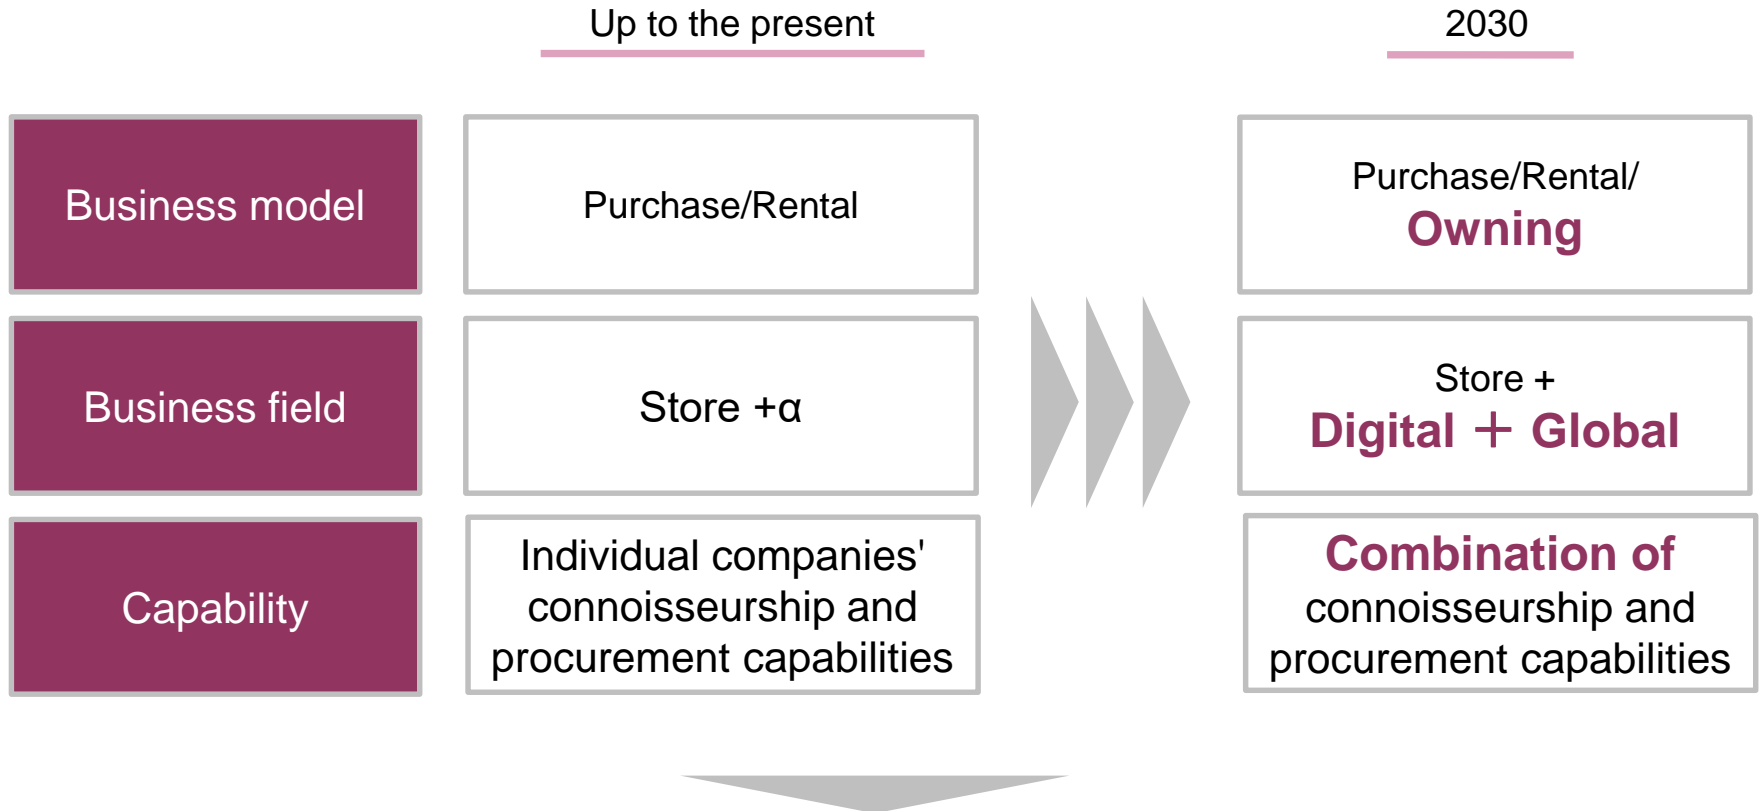 Up to the present
2030
Business model
Purchase/Rental
Purchase/Rental/
Owning
Business field
Store +α
Store +
Digital ＋ Global
Capability
Individual companies'
connoisseurship and
procurement capabilities
Combination of
connoisseurship and
procurement capabilities